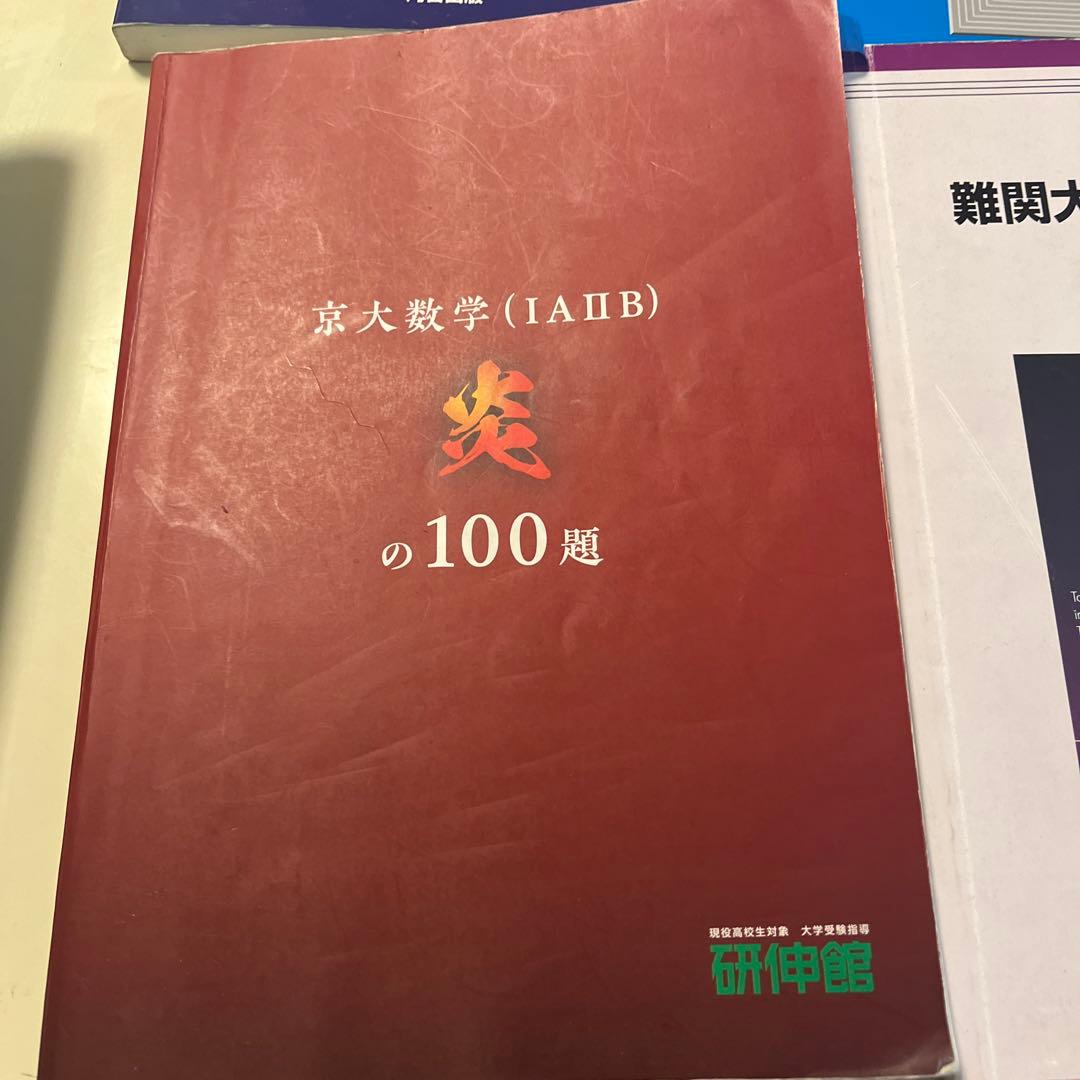 京大数学(ⅠAⅡB)
炎
の100題
現役高校生対象 大学受験指導
研伸館
難関大